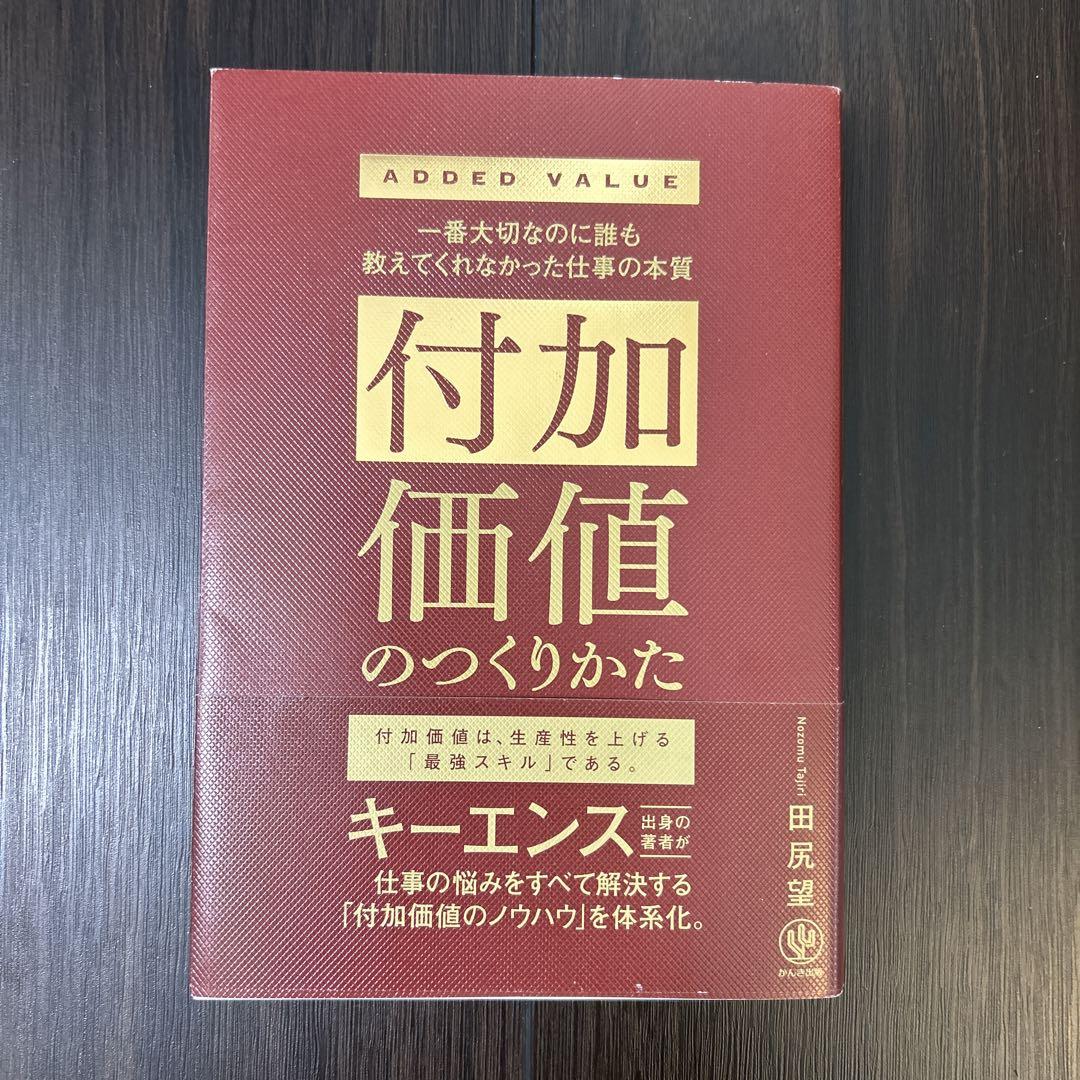 ADDED VALUE
一番大切なのに誰も
教えてくれなかった仕事の本質
付加
価値
のつくりかた
付加価値は、生産性を上げる
「最強スキル」である。
キーエンス
出身の
著者が
仕事の悩みをすべて解決する
「付加価値のノウハウ」を体系化。
Nozomu Tajiri
田尻望
かんき出版